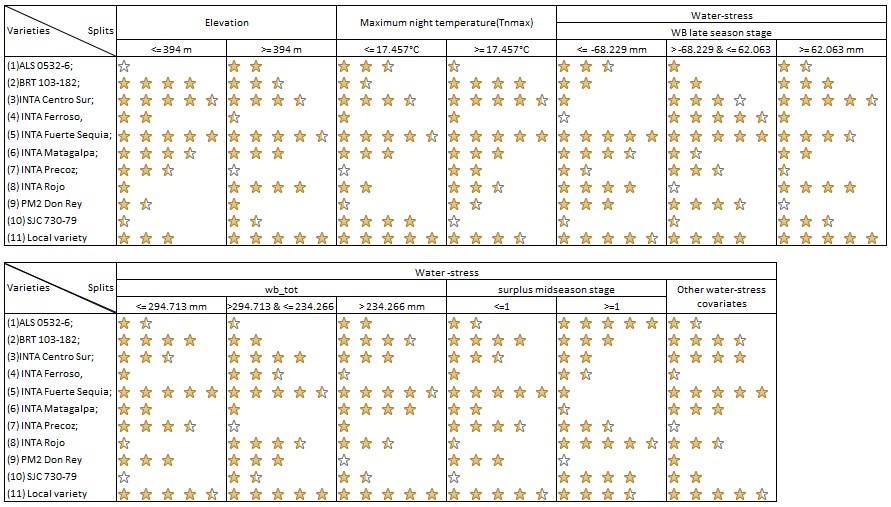 Varieties Splits Elevation Maximum night temperature(Tnmax) Water-stress
WB late season stage
<= 394 m >= 394 m <= 17.457°C >= 17.457°C <= -68.229 mm > -68.229 & <= 62.063 >= 62.063 mm
(1)ALS 0532-6;
(2)BRT 103-182;
(3)INTA Centro Sur;
(4) INTA Ferroso,
(5) INTA Fuerte Sequia;
(6) INTA Matagalpa;
(7) INTA Precoz;
(8) INTA Rojo
(9) PM2 Don Rey
(10) SJC 730-79
(11) Local variety
Water -stress
Varieties Splits wb_tot surplus midseason stage Other water-stress
covariates
<= 294.713 mm >294.713 & <= 234.266 > 234.266 mm <=1 >=1
(1)ALS 0532-6;
(2)BRT 103-182;
(3)INTA Centro Sur;
(4) INTA Ferroso,
(5) INTA Fuerte Sequia;
(6) INTA Matagalpa;
(7) INTA Precoz;
(8) INTA Rojo
(9) PM2 Don Rey
(10) SJC 730-79
(11) Local variety